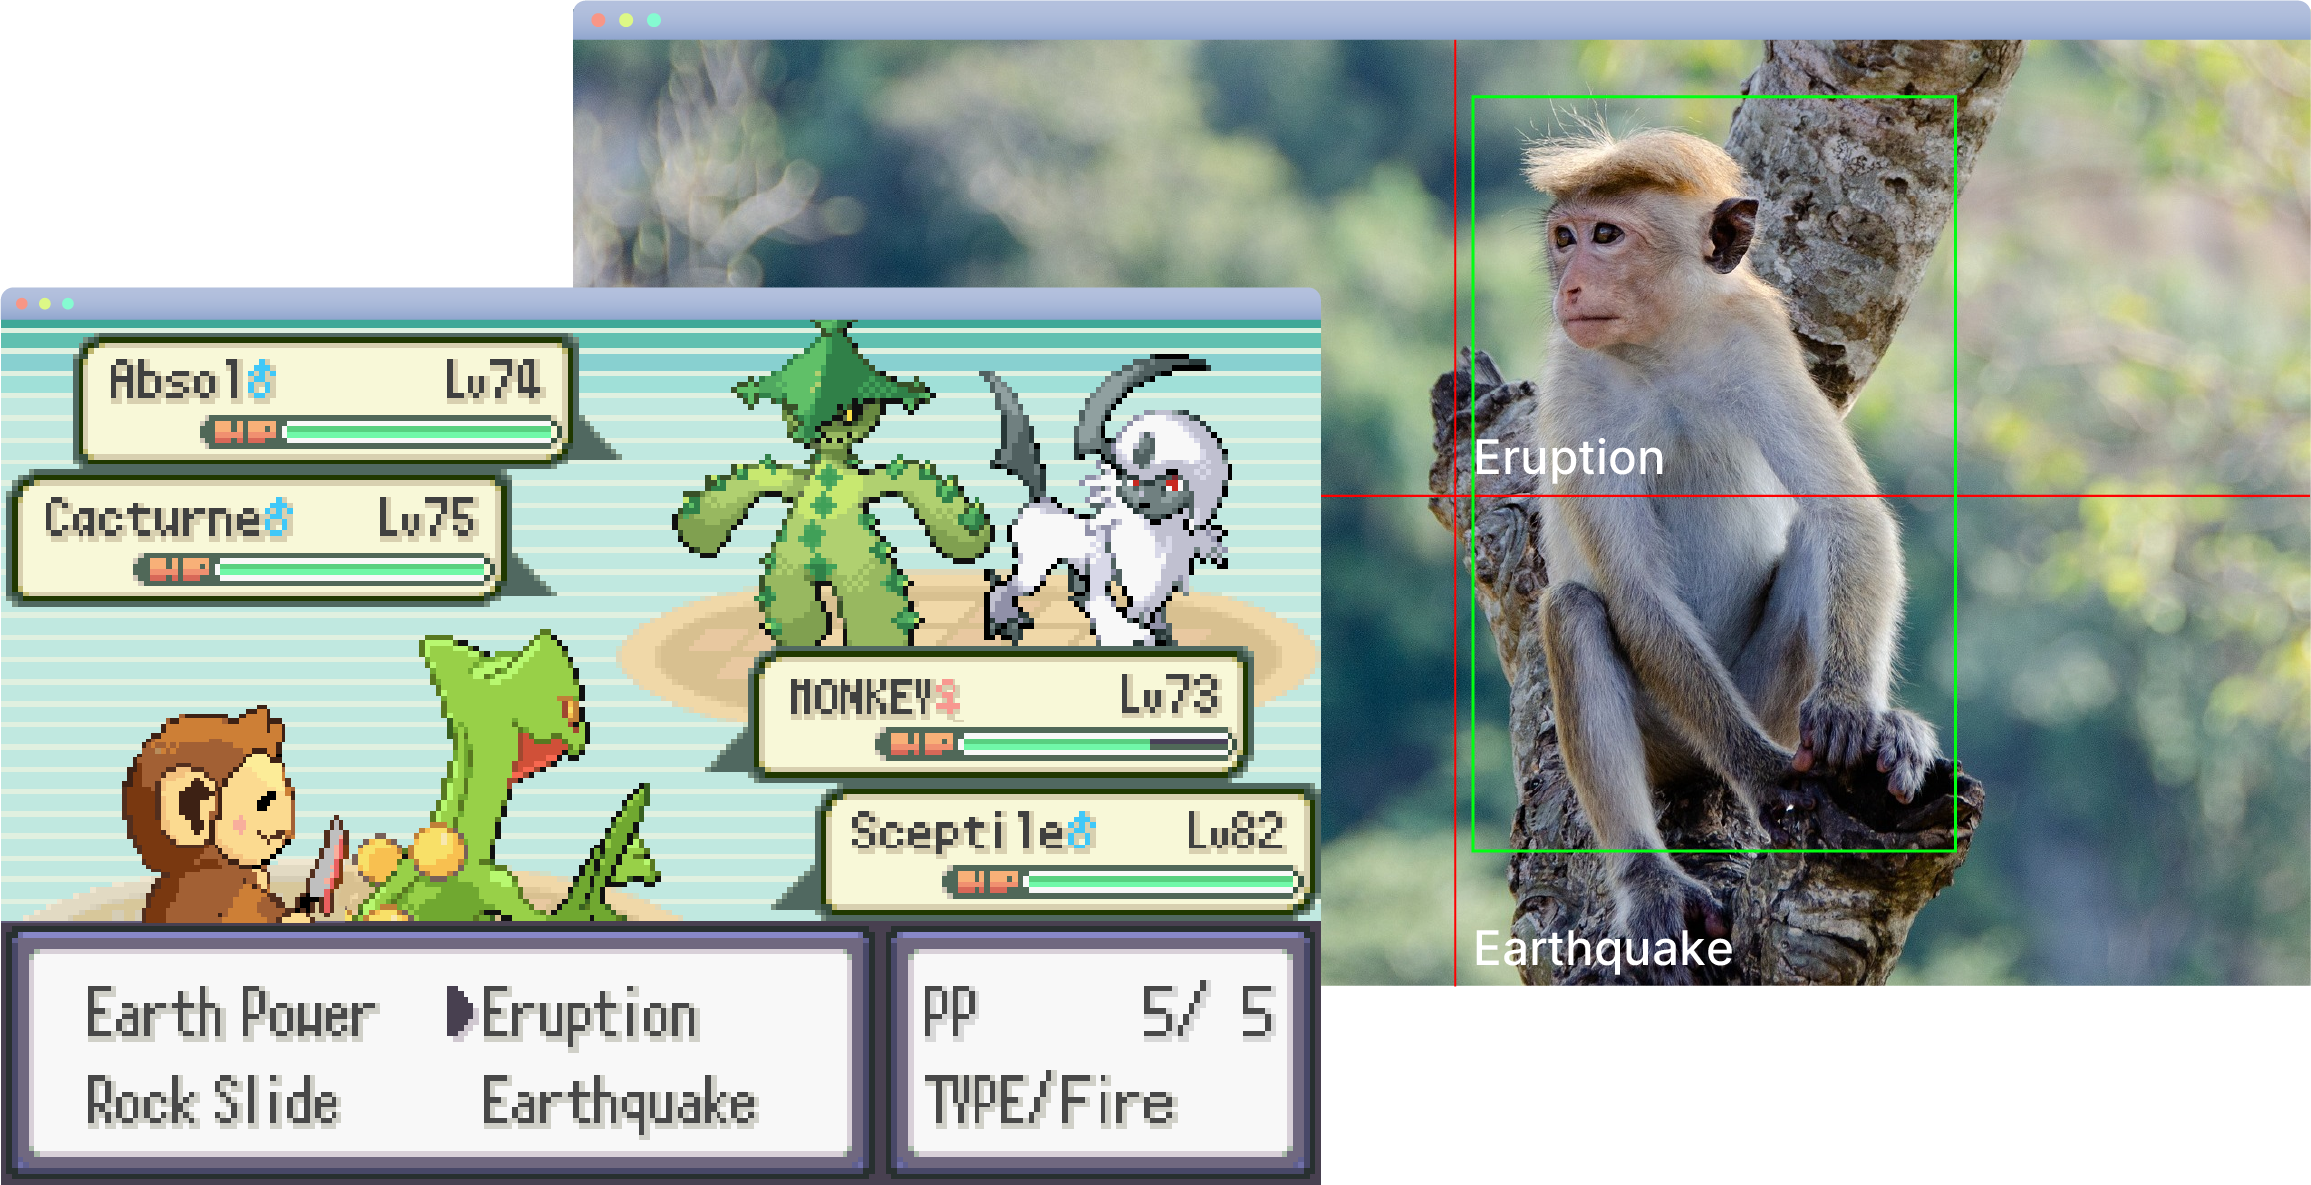 Absol♂ Lv74
HP
Cacturne♂ Lv75
HP
MONKEY♀ Lv73
HP
Sceptile♂ Lv82
HP
Earth Power ▶Eruption
Rock Slide Earthquake
PP 5/ 5
TYPE/Fire
Eruption
Earthquake